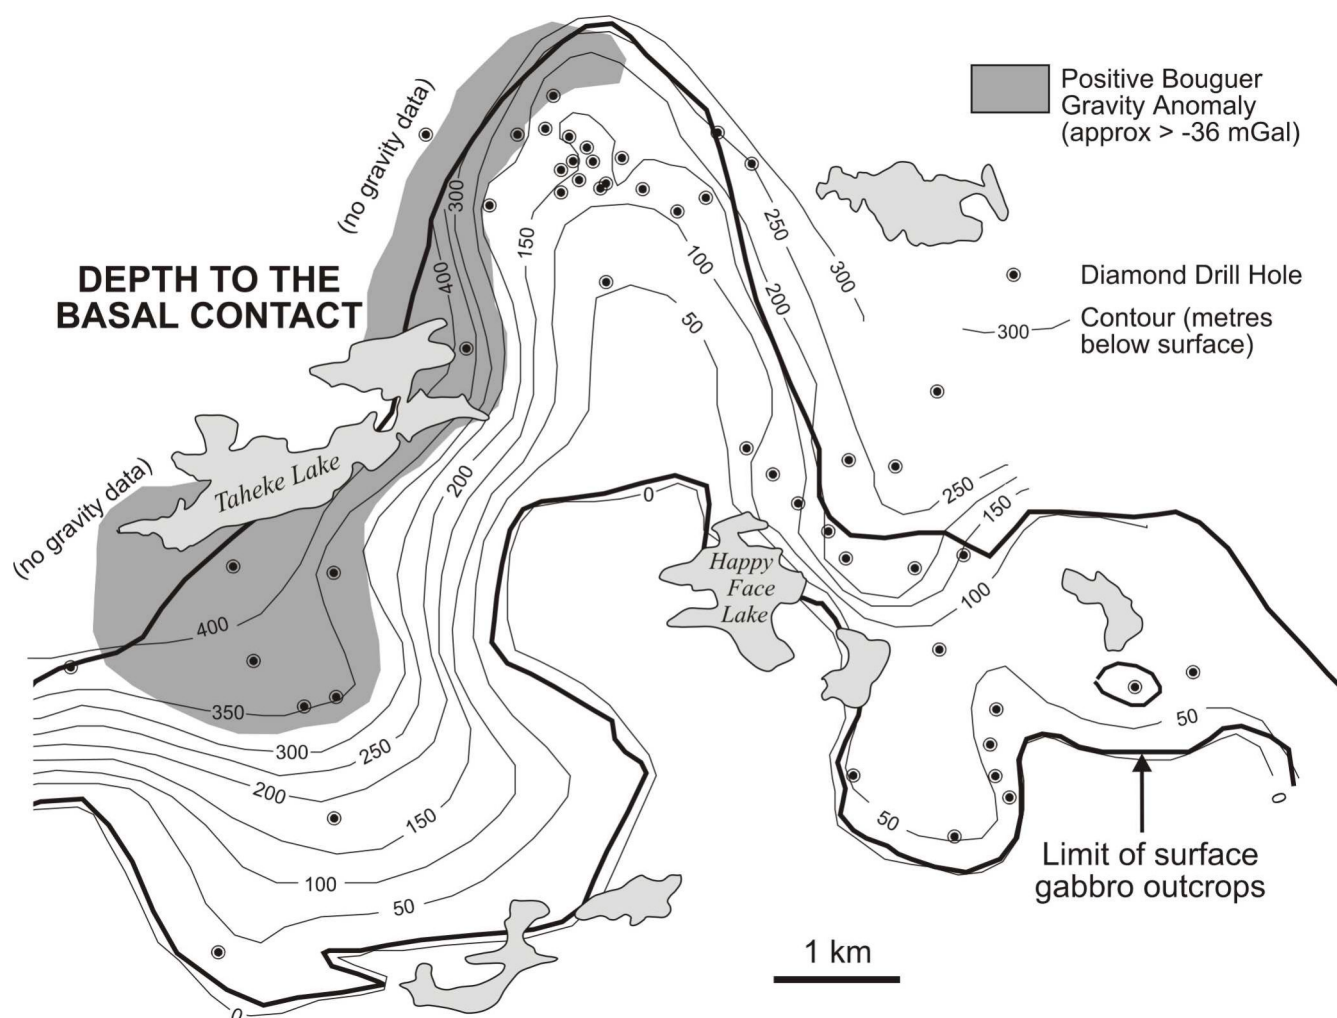 (no gravity data)
Positive Bouguer
Gravity Anomaly
(approx > -36 mGal)
300
150
400
250
300
100
200
50
DEPTH TO THE
BASAL CONTACT
Diamond Drill Hole
300
Contour (metres
below surface)
Taheke Lake
(no gravity data)
200
0
250
150
Happy
Face
Lake
100
400
350
300
250
200
150
100
50
50
50
0
Limit of surface
gabbro outcrops
1 km
0